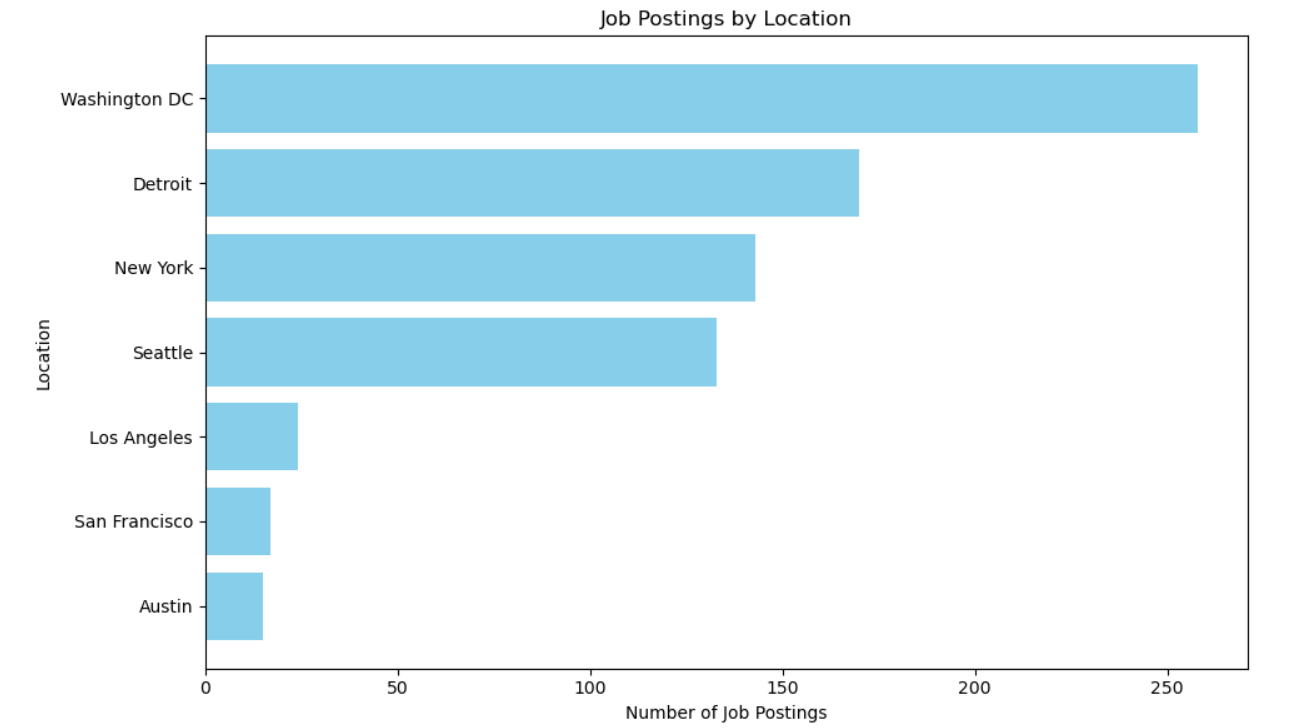 Job Postings by Location
Washington DC
Detroit
New York
Seattle
Los Angeles
San Francisco
Austin
Location
0 50 100 150 200 250
Number of Job Postings